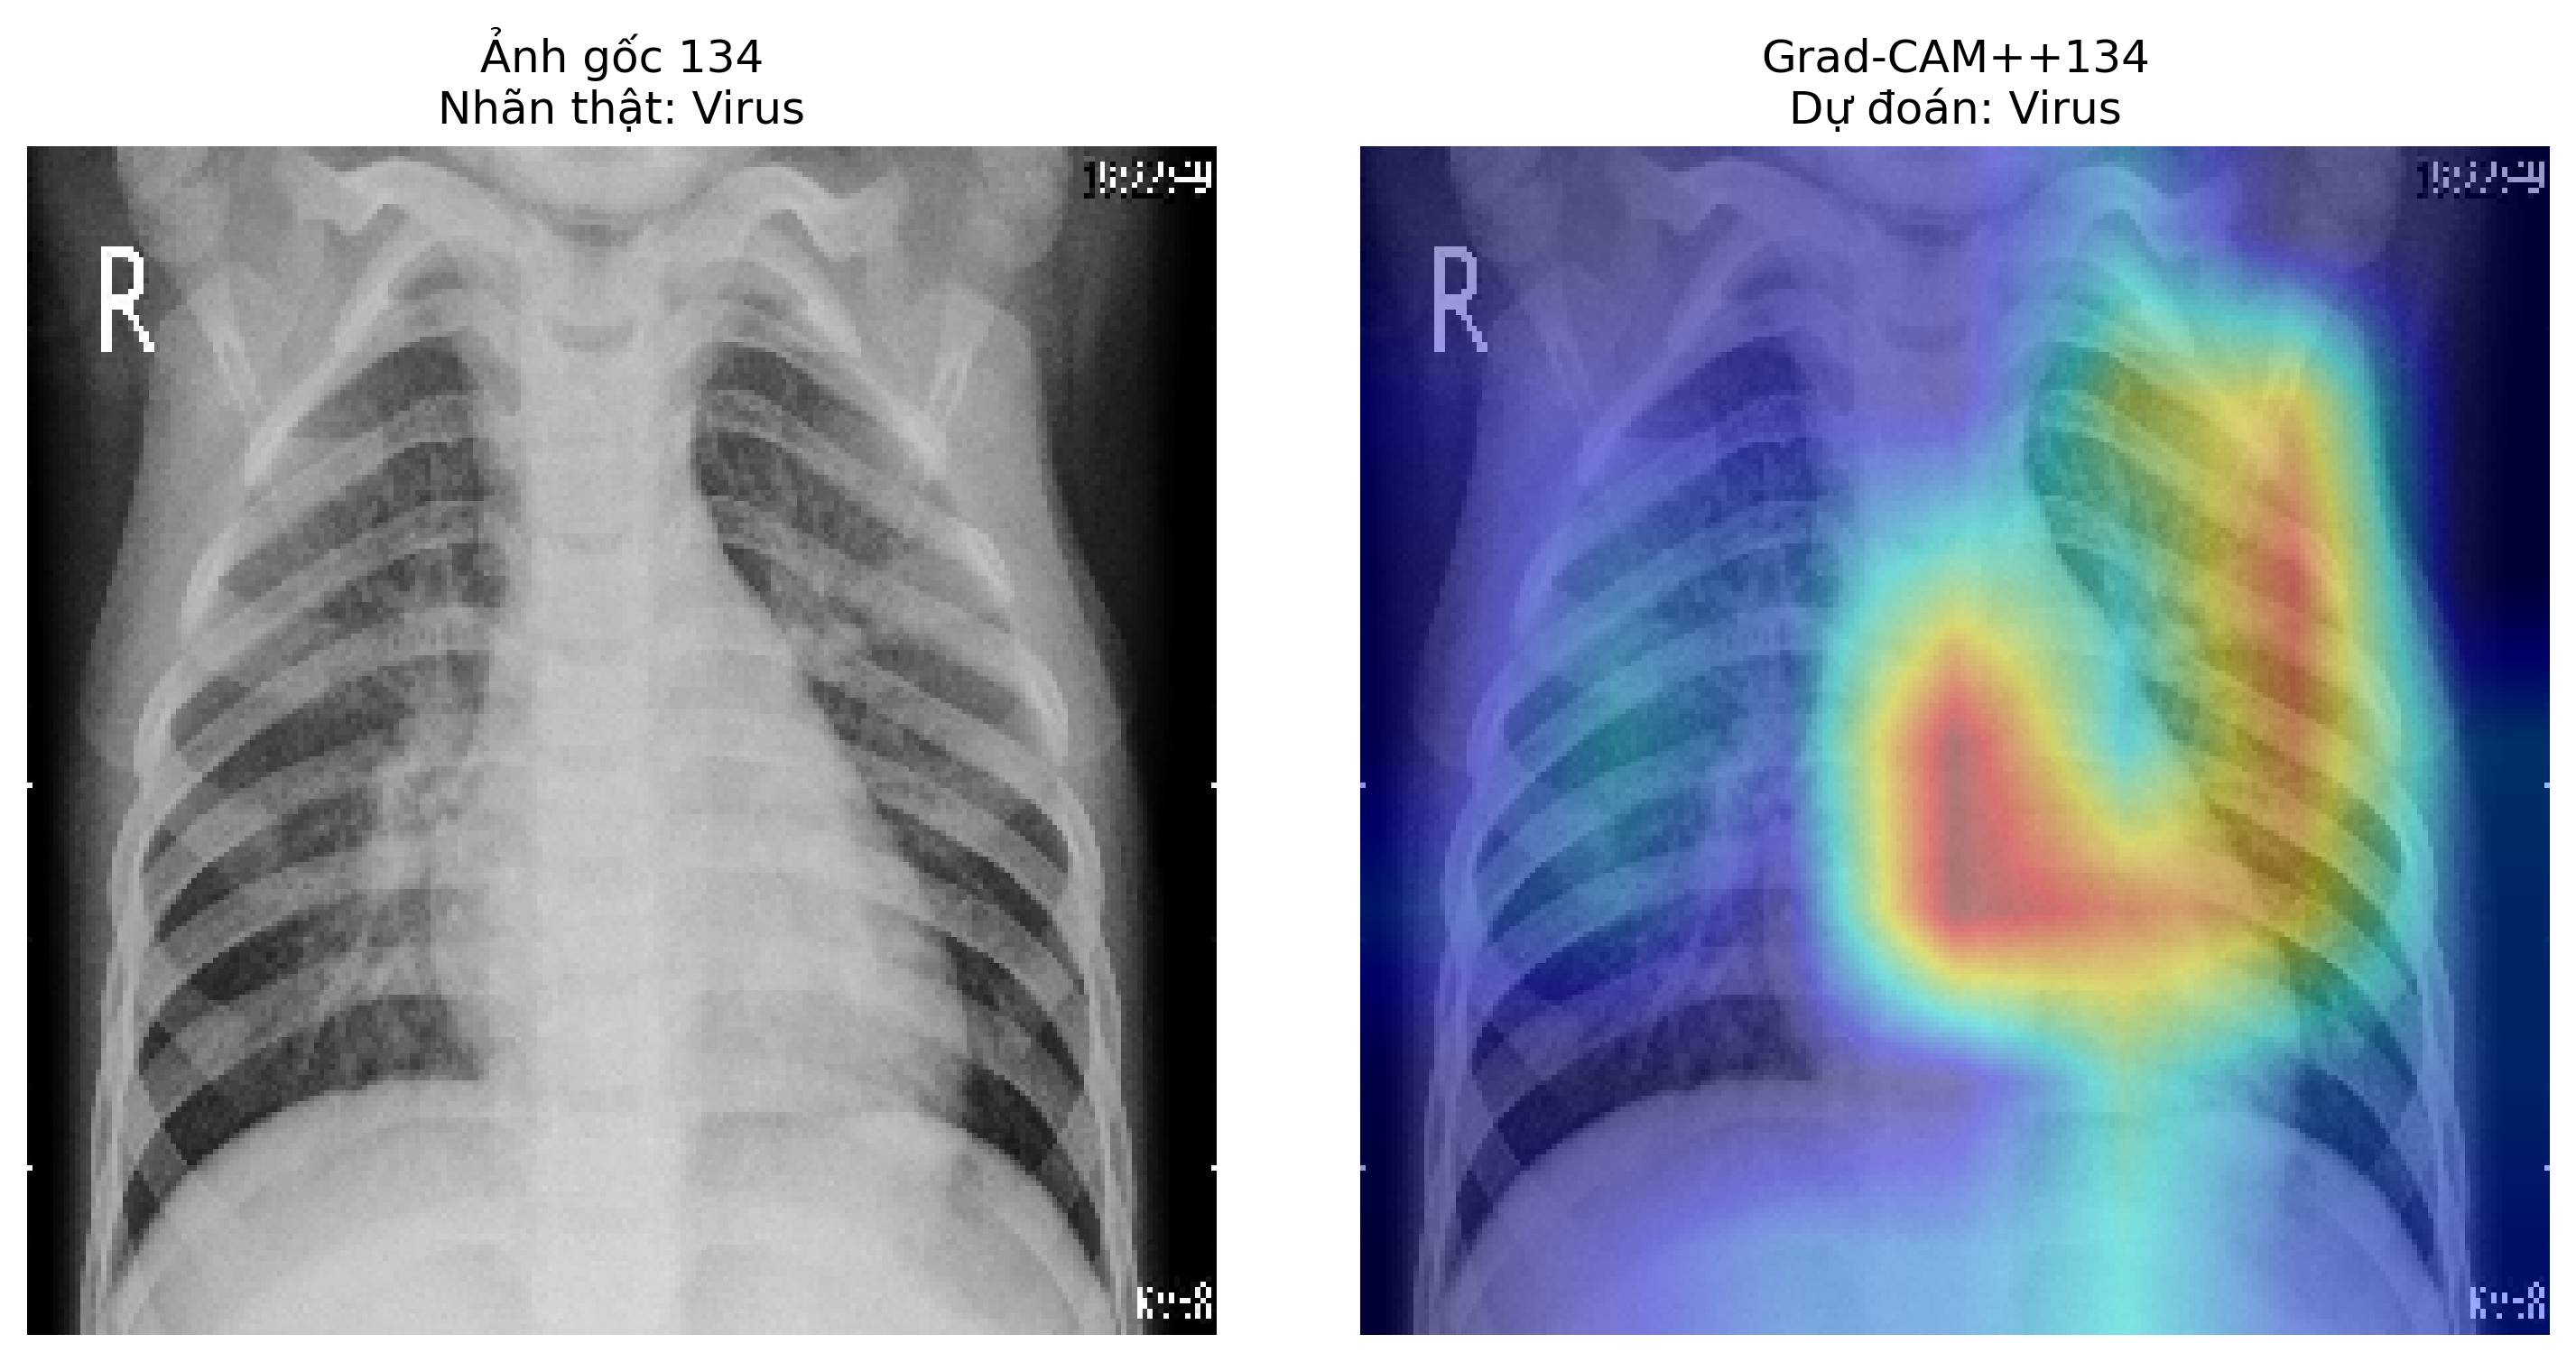 Ảnh gốc 134
Nhãn thật: Virus
Grad-CAM++134
Dự đoán: Virus
R
R